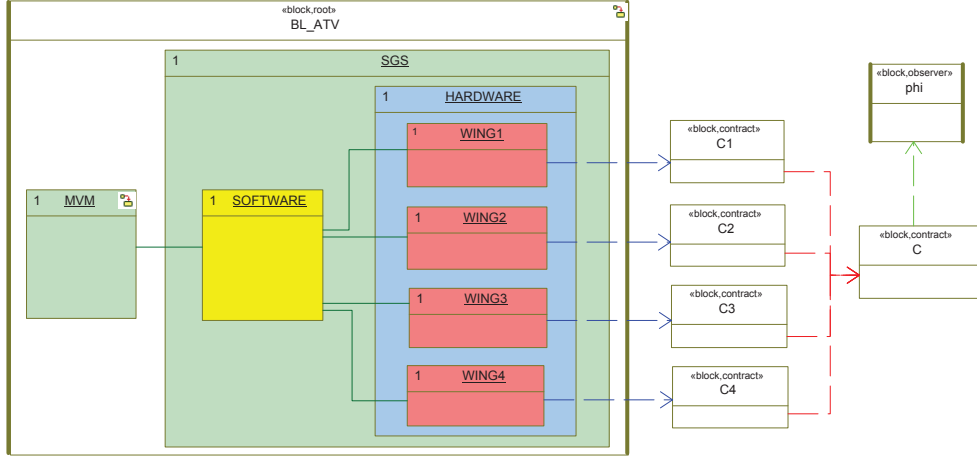 «block,root»
BL_ATV
1 SGS
1 HARDWARE
«block,observer»
phi
1 WING1
«block,contract»
C1
1 MVM
1 SOFTWARE
1 WING2
«block,contract»
C2
«block,contract»
C
1 WING3
«block,contract»
C3
1 WING4
«block,contract»
C4